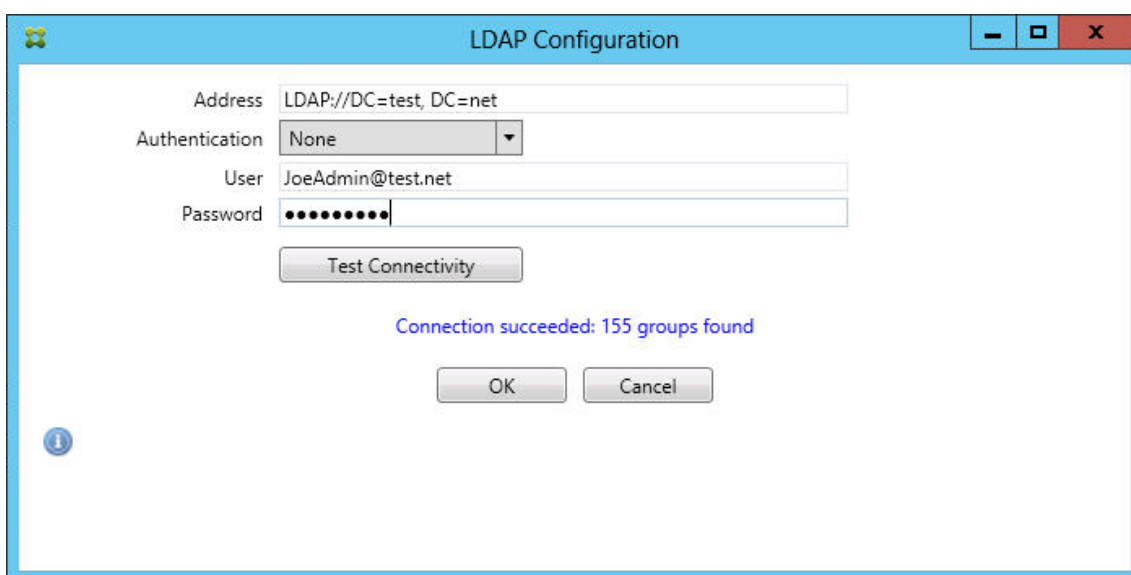 LDAP Configuration
Address LDAP://DC=test, DC=net
Authentication None
User JoeAdmin@test.net
Password •••••••••
Test Connectivity
Connection succeeded: 155 groups found
OK Cancel